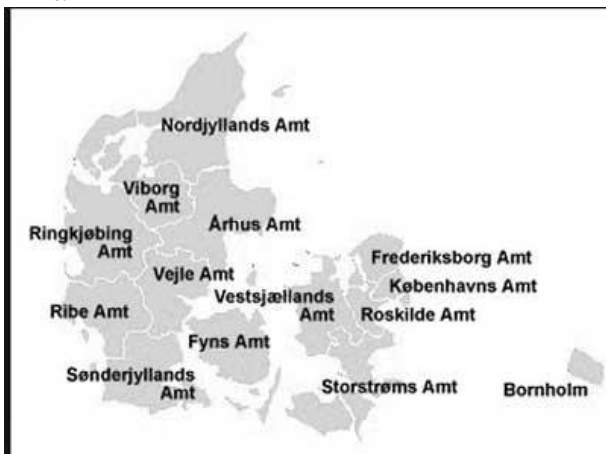 Nordjyllands Amt
Viborg
Amt
Århus Amt
Ringkjøbing
Amt
Frederiksborg Amt
Vejle Amt
Københavns Amt
Vestsjællands
Amt
Ribe Amt
Roskilde Amt
Fyns Amt
Sønderjyllands
Amt
Storstrøms Amt
Bornholm